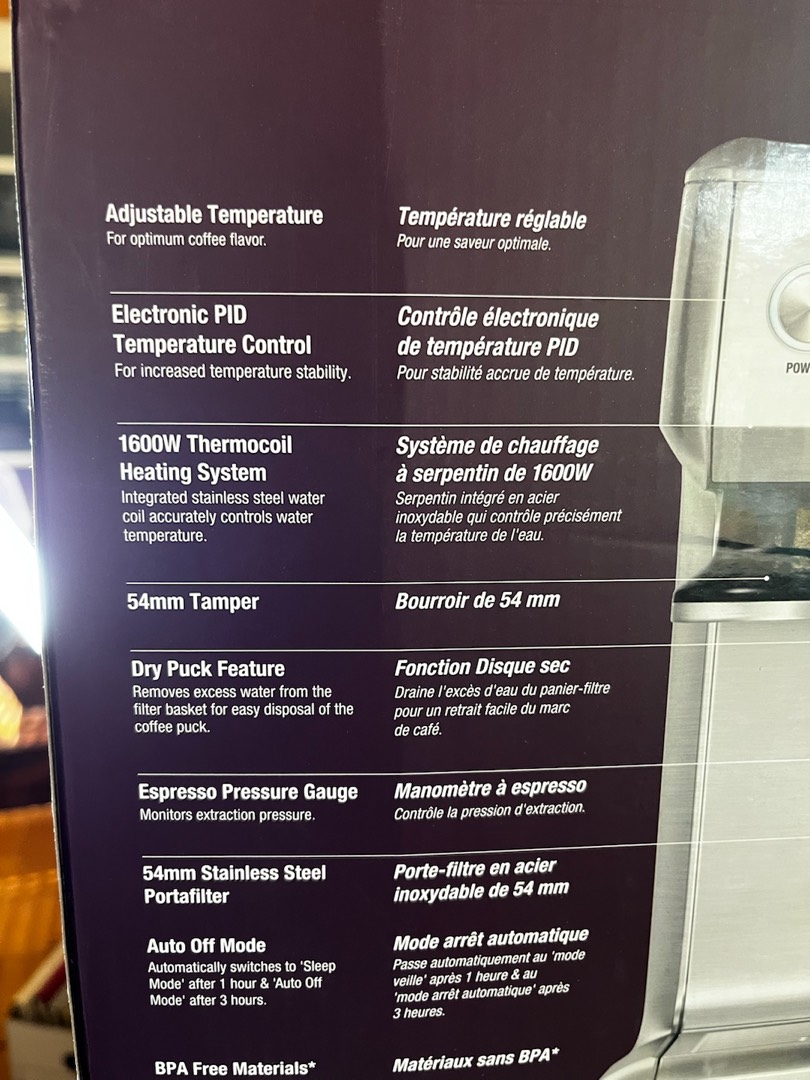 Adjustable Temperature
For optimum coffee flavor.
Température réglable
Pour une saveur optimale.
Electronic PID
Temperature Control
For increased temperature stability.
Contrôle électronique
de température PID
Pour stabilité accrue de température.
1600W Thermocoil
Heating System
Integrated stainless steel water
coil accurately controls water
temperature.
Système de chauffage
à serpentin de 1600W
Serpentin intégré en acier
inoxydable qui contrôle précisément
la température de l'eau.
54mm Tamper
Bourroir de 54 mm
Dry Puck Feature
Removes excess water from the
filter basket for easy disposal of the
coffee puck.
Fonction Disque sec
Draine l'excès d'eau du panier-filtre
pour un retrait facile du marc
de café.
Espresso Pressure Gauge
Monitors extraction pressure.
Manomètre à espresso
Contrôle la pression d'extraction.
54mm Stainless Steel
Portafilter
Porte-filtre en acier
inoxydable de 54 mm
Auto Off Mode
Automatically switches to 'Sleep
Mode' after 1 hour & 'Auto Off
Mode' after 3 hours.
Mode arrêt automatique
Passe automatiquement au 'mode
veille' après 1 heure & au
'mode arrêt automatique' après
3 heures.
BPA Free Materials*
Matériaux sans BPA*
POW